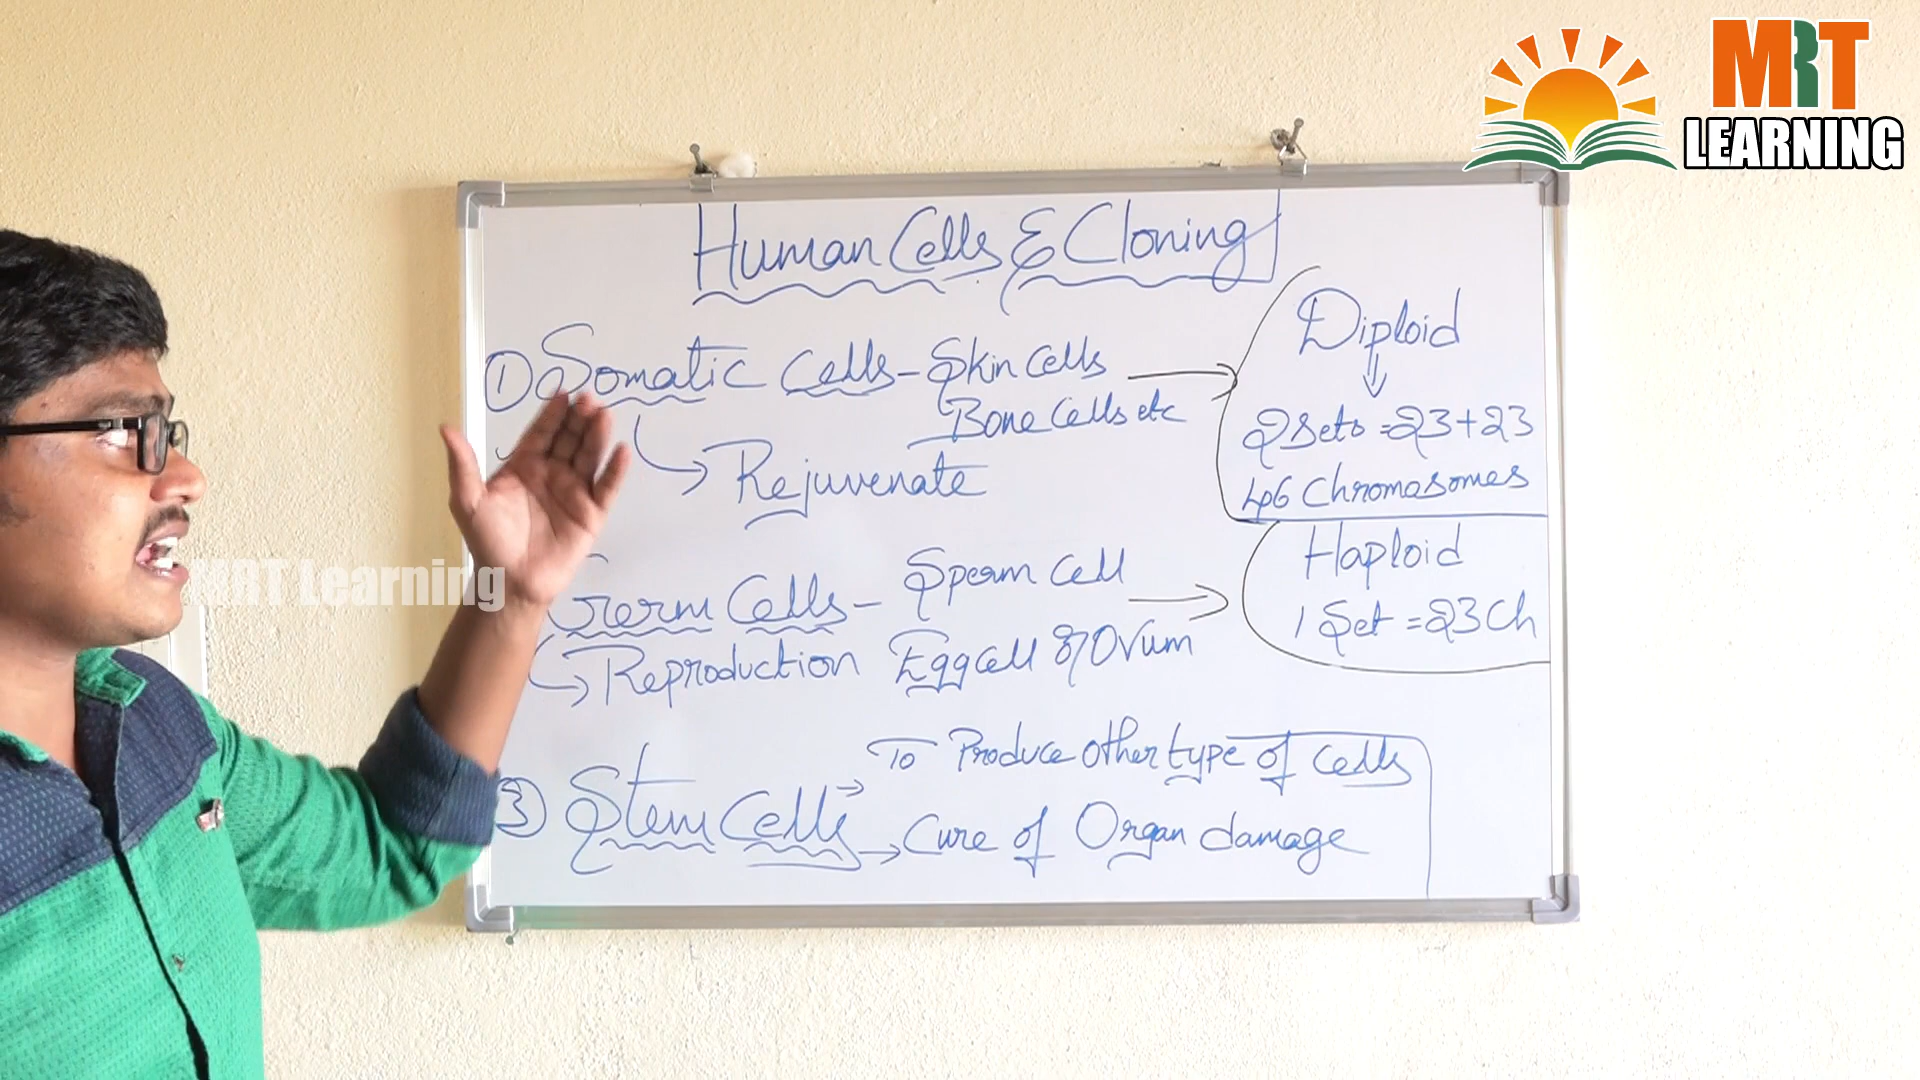 MRT
LEARNING
Human Cells & Cloning
① Somatic Cells - Skin Cells
Bone Cells etc
Rejuvenate
Diploid
2 Sets = 23+23
46 Chromosomes
Germ Cells - Sperm Cell
Egg cell or Ovum
Reproduction
Haploid
1 Set = 23 Ch
③ Stem Cells → To Produce other type of cells
→ Cure of Organ damage
MRT Learning
MRT Learning